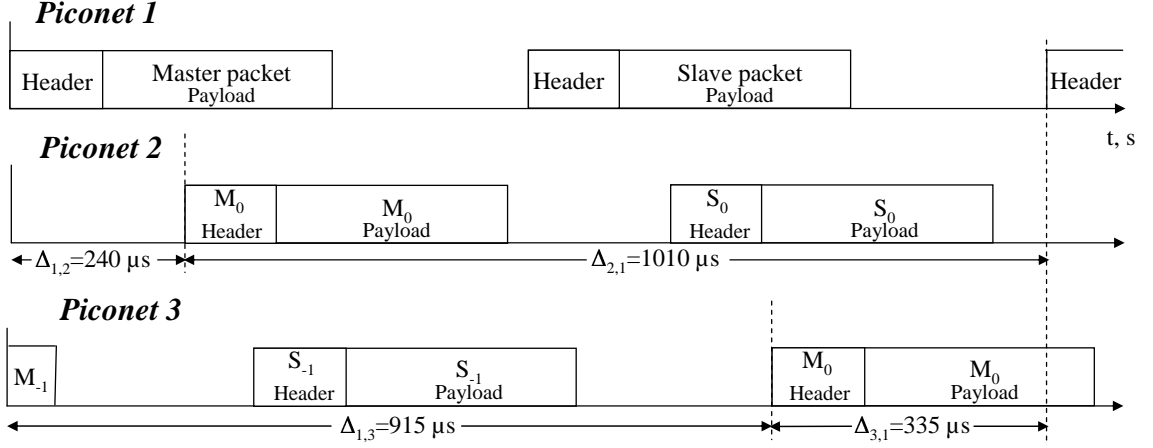 Piconet 1
Header
Master packet
Payload
Header
Slave packet
Payload
Header
t, s
Piconet 2
M₀
Header
M₀
Payload
S₀
Header
S₀
Payload
Δ₁,₂=240 µs
Δ₂,₁=1010 µs
Piconet 3
M₋₁
S₋₁
Header
S₋₁
Payload
M₀
Header
M₀
Payload
Δ₁,₃=915 µs
Δ₃,₁=335 µs